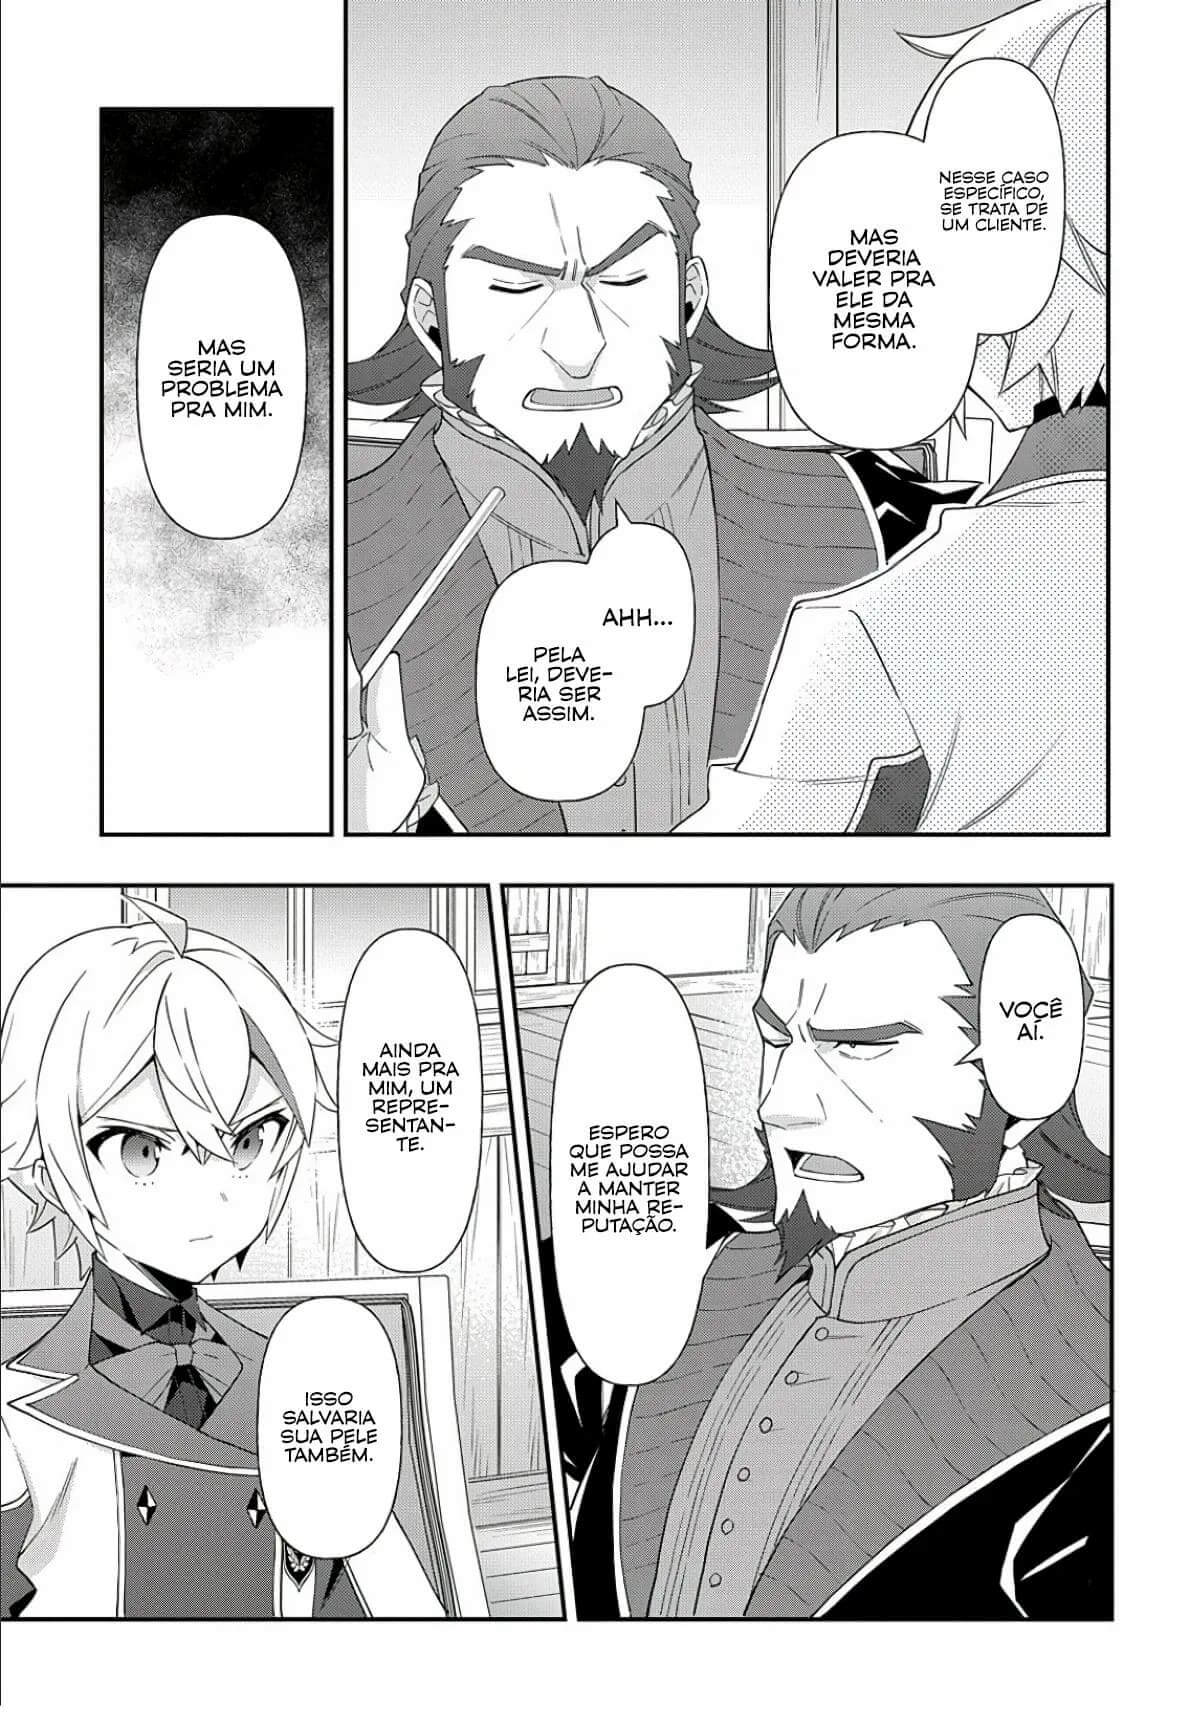 NESSE CASO
ESPECÍFICO,
SE TRATA DE
UM CLIENTE.
MAS
DEVERIA
VALER PRA
ELE DA
MESMA
FORMA.
AHH...
PELA
LEI, DEVE-
RIA SER
ASSIM.
MAS
SERIA UM
PROBLEMA
PRA MIM.
VOCÊ
AÍ.
ESPERO
QUE POSSA
ME AJUDAR
A MANTER
MINHA RE-
PUTAÇÃO.
AINDA
MAIS PRA
MIM, UM
REPRE-
SENTAN-
TE.
ISSO
SALVARIA
SUA PELE
TAMBÉM.